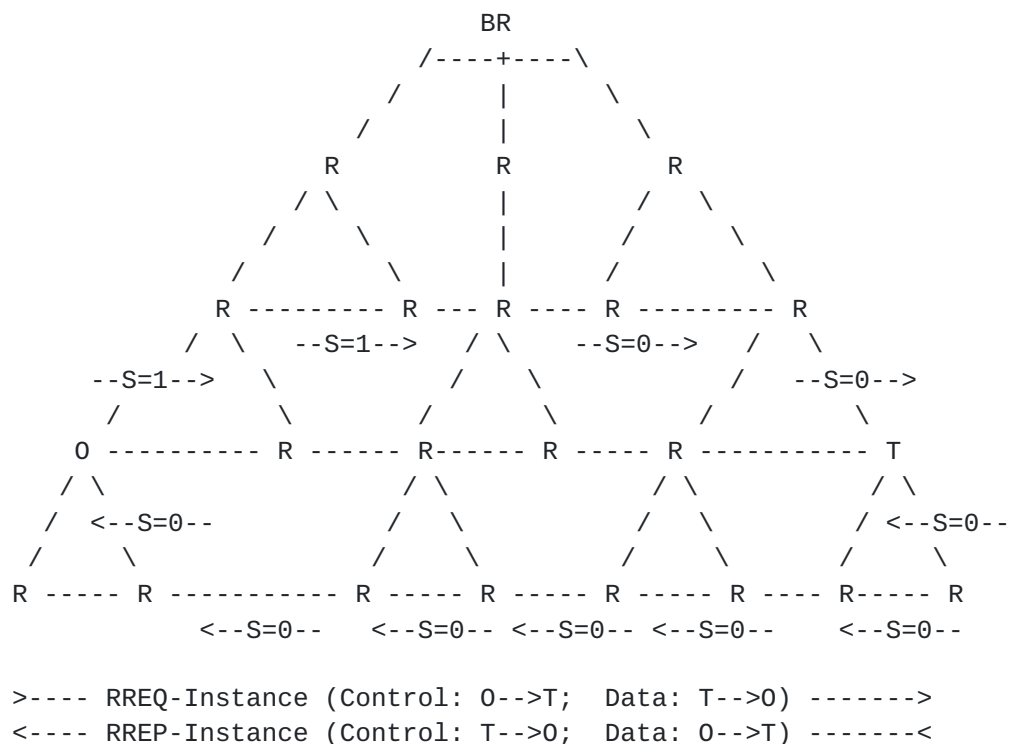 BR
/----+----\
/ | \
/ | \
R R R
/ \ | / \
/ \ | / \
/ \ | / \
R --------- R --- R ---- R --------- R
/ \ --S=1--> / \ --S=0--> / \
--S=1--> \ / \ / --S=0-->
/ \ / \ / \
O ---------- R ------ R------ R ----- R ----------- T
/ \ / \ / \ / \
/ <--S=0-- / \ / \ / <--S=0--
/ \ / \ / \ / \
R ----- R ----------- R ----- R ----- R ----- R ---- R----- R
<--S=0-- <--S=0-- <--S=0-- <--S=0-- <--S=0--
>---- RREQ-Instance (Control: O-->T; Data: T-->O) ------->
<---- RREP-Instance (Control: T-->O; Data: O-->T) -------<